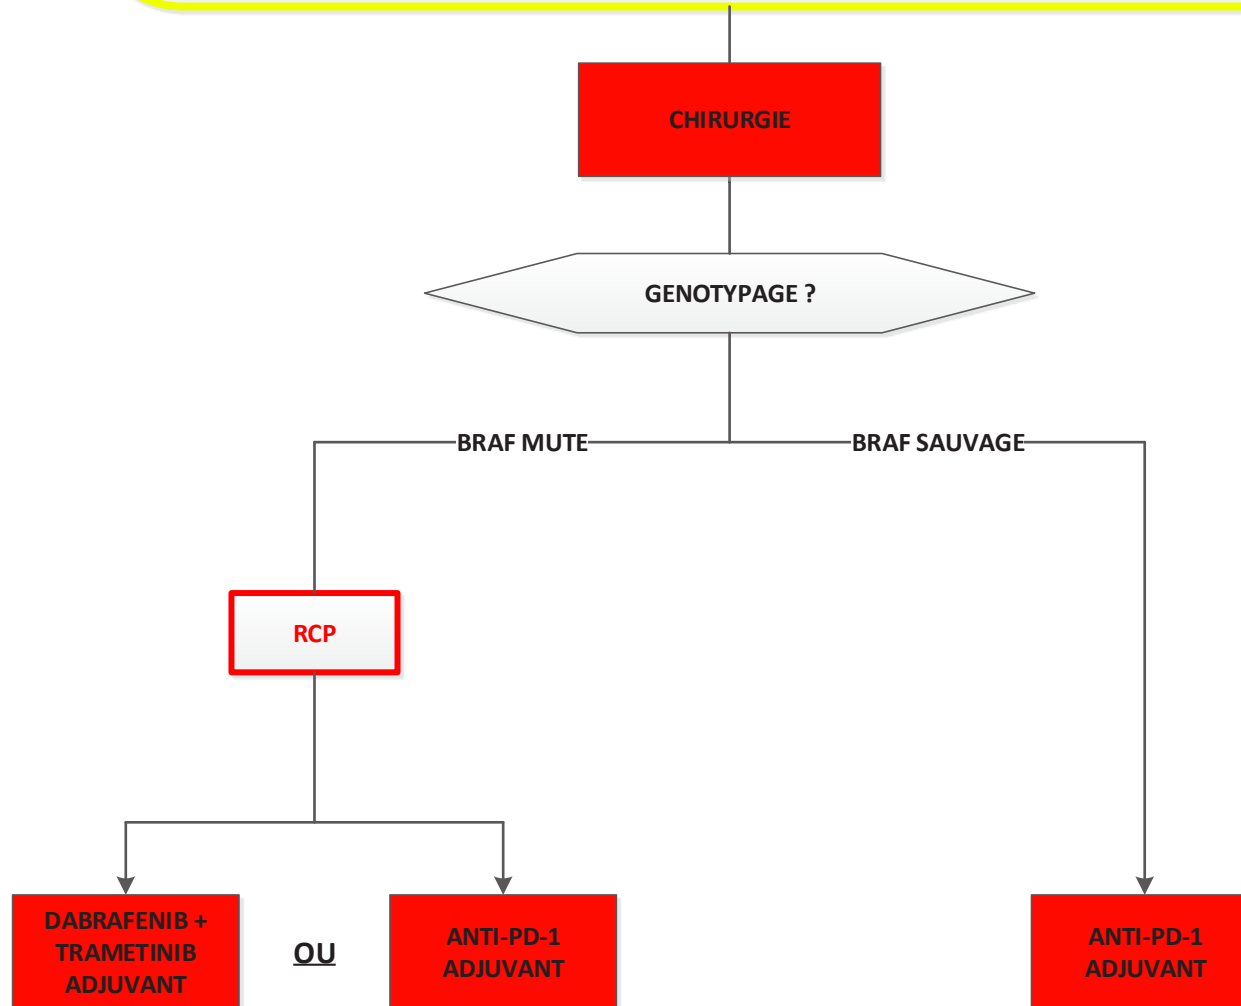 CHIRURGIE
GENOTYPAGE ?
BRAF MUTE
BRAF SAUVAGE
RCP
DABRAFENIB +
TRAMETINIB
ADJUVANT
OU
ANTI-PD-1
ADJUVANT
ANTI-PD-1
ADJUVANT